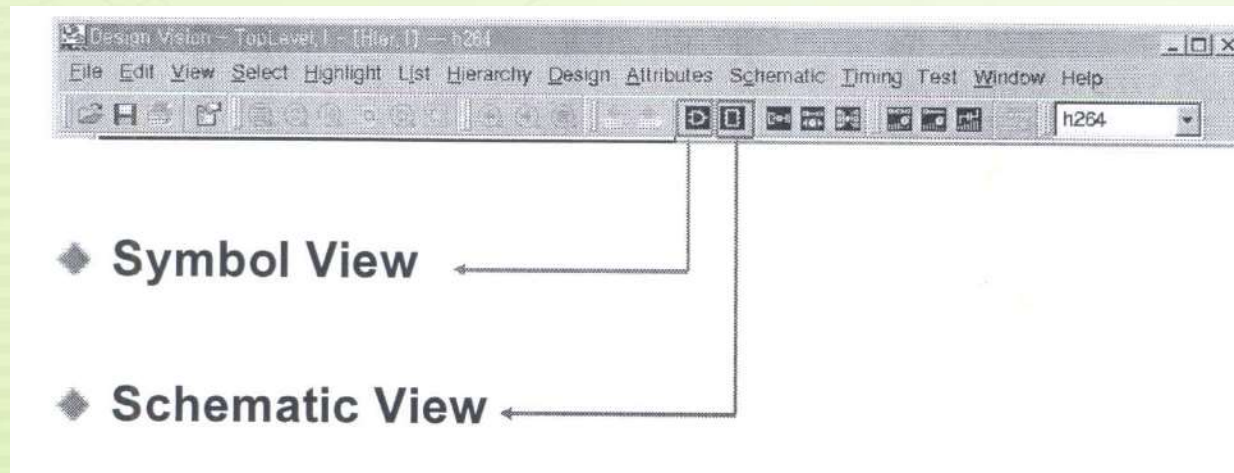 Design Vision - TopLevel.1 - [Hier.1] -- h264
File Edit View Select Highlight List Hierarchy Design Attributes Schematic Timing Test Window Help
h264
Symbol View
Schematic View